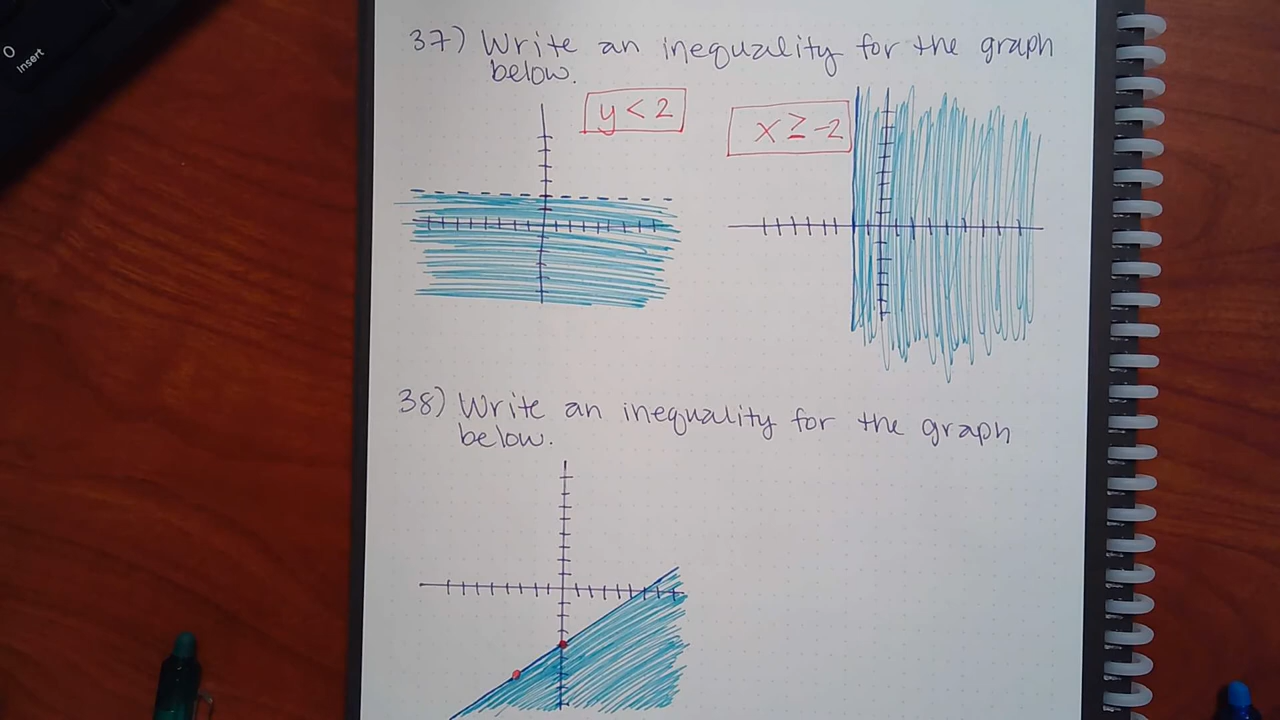 O
Insert
37) Write an inequality for the graph
below.
y < 2
x ≥ -2
38) Write an inequality for the graph
below.